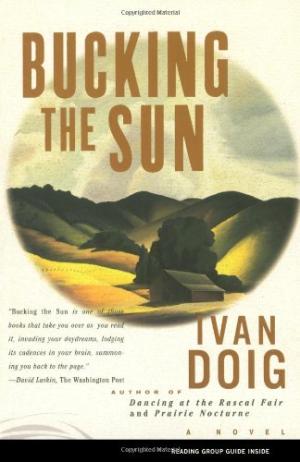 Copyrighted Material
BUCKING
THE SUN
"Bucking the Sun is one of those
books that take you over as you read
it, invading your daydreams, lodging
its cadences in your brain, summon-
ing you back to the page."
—David Laskin, The Washington Post
IVAN
DOIG
AUTHOR OF
Dancing at the Rascal Fair
and Prairie Nocturne
A NOVEL
READING GROUP GUIDE INSIDE
Copyrighted Material